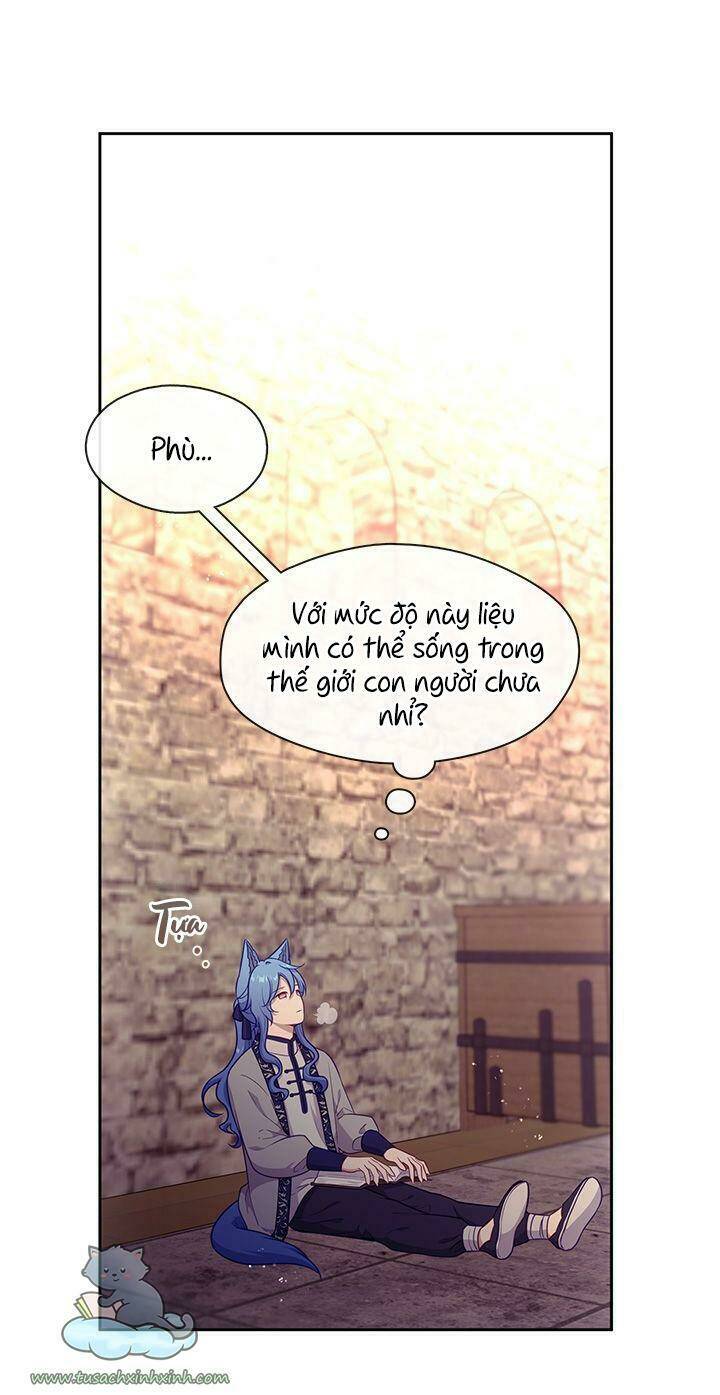 Phù...
Với mức độ này liệu
mình có thể sống trong
thế giới con người chưa
nhỉ?
Tựa
www.tusachxinhxinh.com